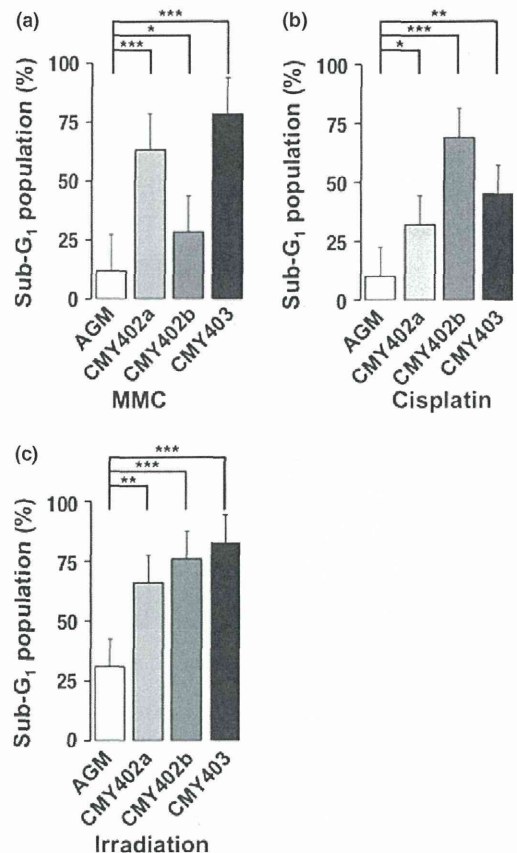 (a)
***
*
***
Sub-G₁ population (%)
100
75
50
25
0
AGM
CMY402a
CMY402b
CMY403
MMC
(b)
**
***
*
Sub-G₁ population (%)
100
75
50
25
0
AGM
CMY402a
CMY402b
CMY403
Cisplatin
(c)
***
***
**
Sub-G₁ population (%)
100
75
50
25
0
AGM
CMY402a
CMY402b
CMY403
Irradiation